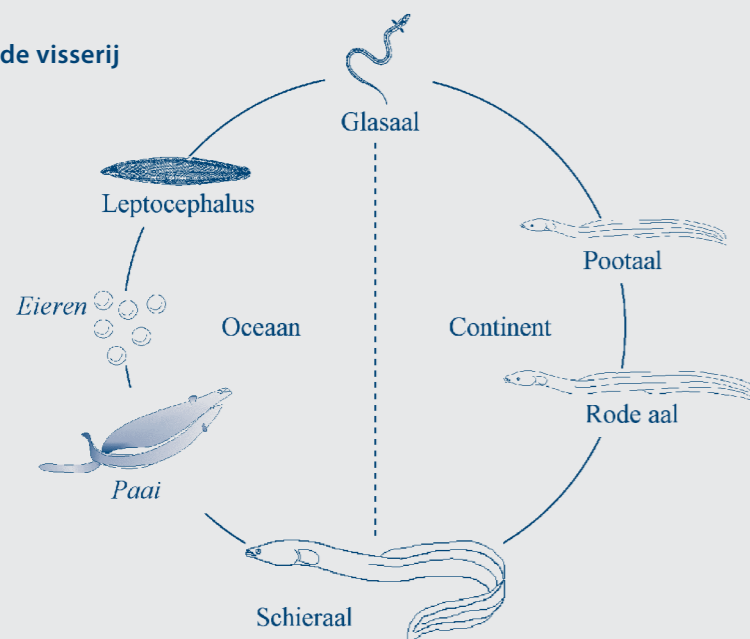 de visserij
Glasaal
Leptocephalus
Pootaal
Eieren
Oceaan
Continent
Rode aal
Paai
Schieraal